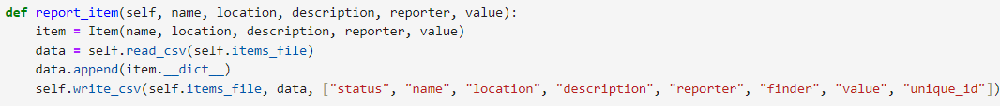 def report_item(self, name, location, description, reporter, value):
    item = Item(name, location, description, reporter, value)
    data = self.read_csv(self.items_file)
    data.append(item.__dict__)
    self.write_csv(self.items_file, data, ["status", "name", "location", "description", "reporter", "finder", "value", "unique_id"])